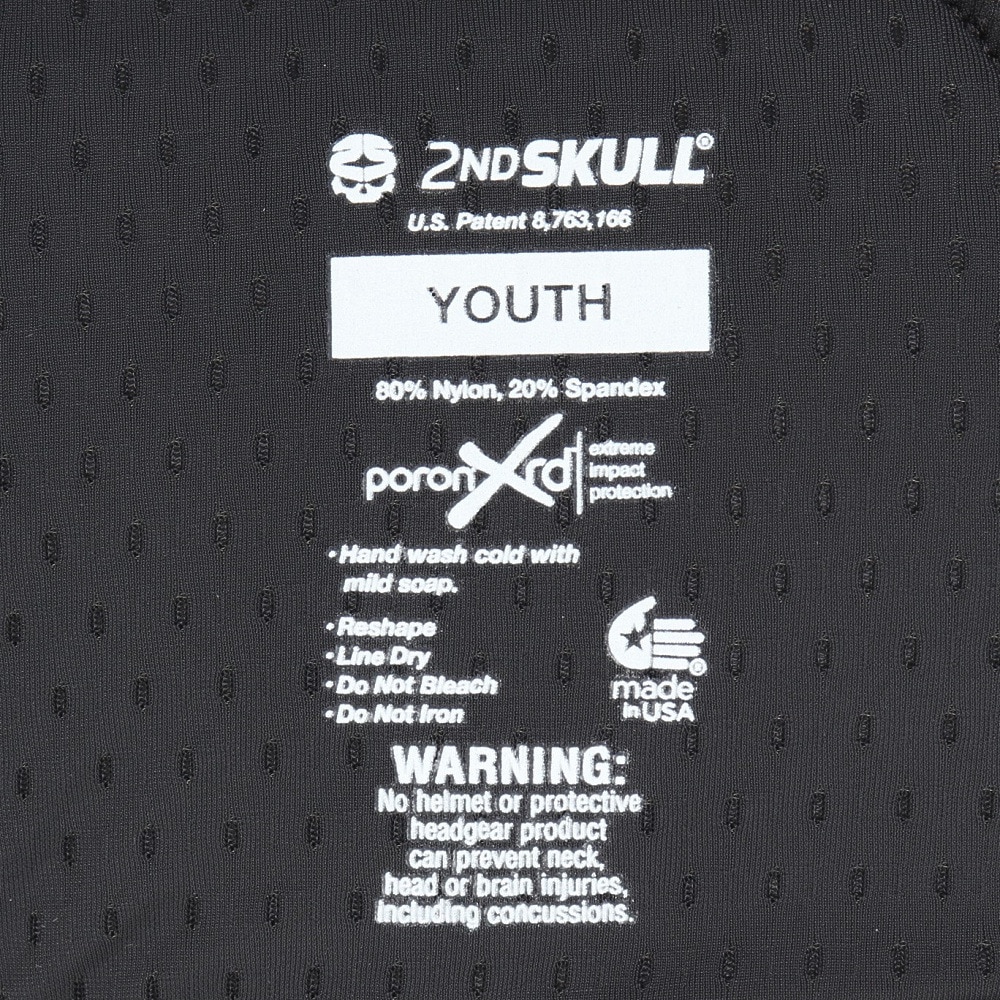 2NDSKULL®
U.S. Patent 8,763,166
YOUTH
80% Nylon, 20% Spandex
poronXrd
extreme
impact
protection
• Hand wash cold with
mild soap.
• Reshape
• Line Dry
• Do Not Bleach
• Do Not Iron
®
made
in USA
WARNING:
No helmet or protective
headgear product
can prevent neck,
head or brain injuries,
including concussions.